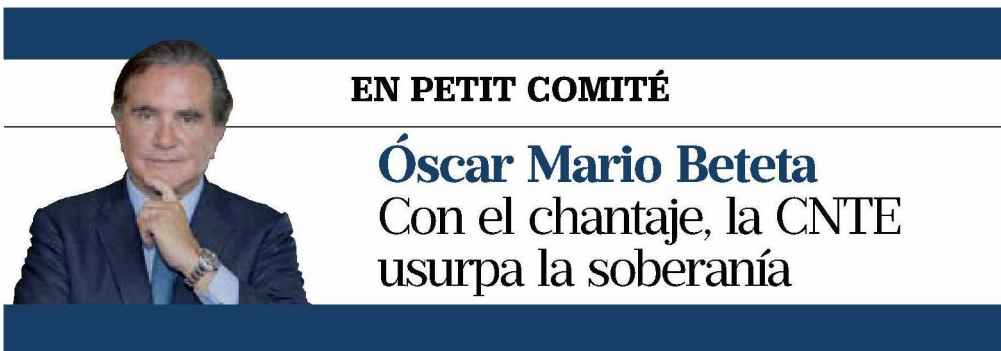 EN PETIT COMITÉ
Óscar Mario Beteta
Con el chantaje, la CNTE
usurpa la soberanía